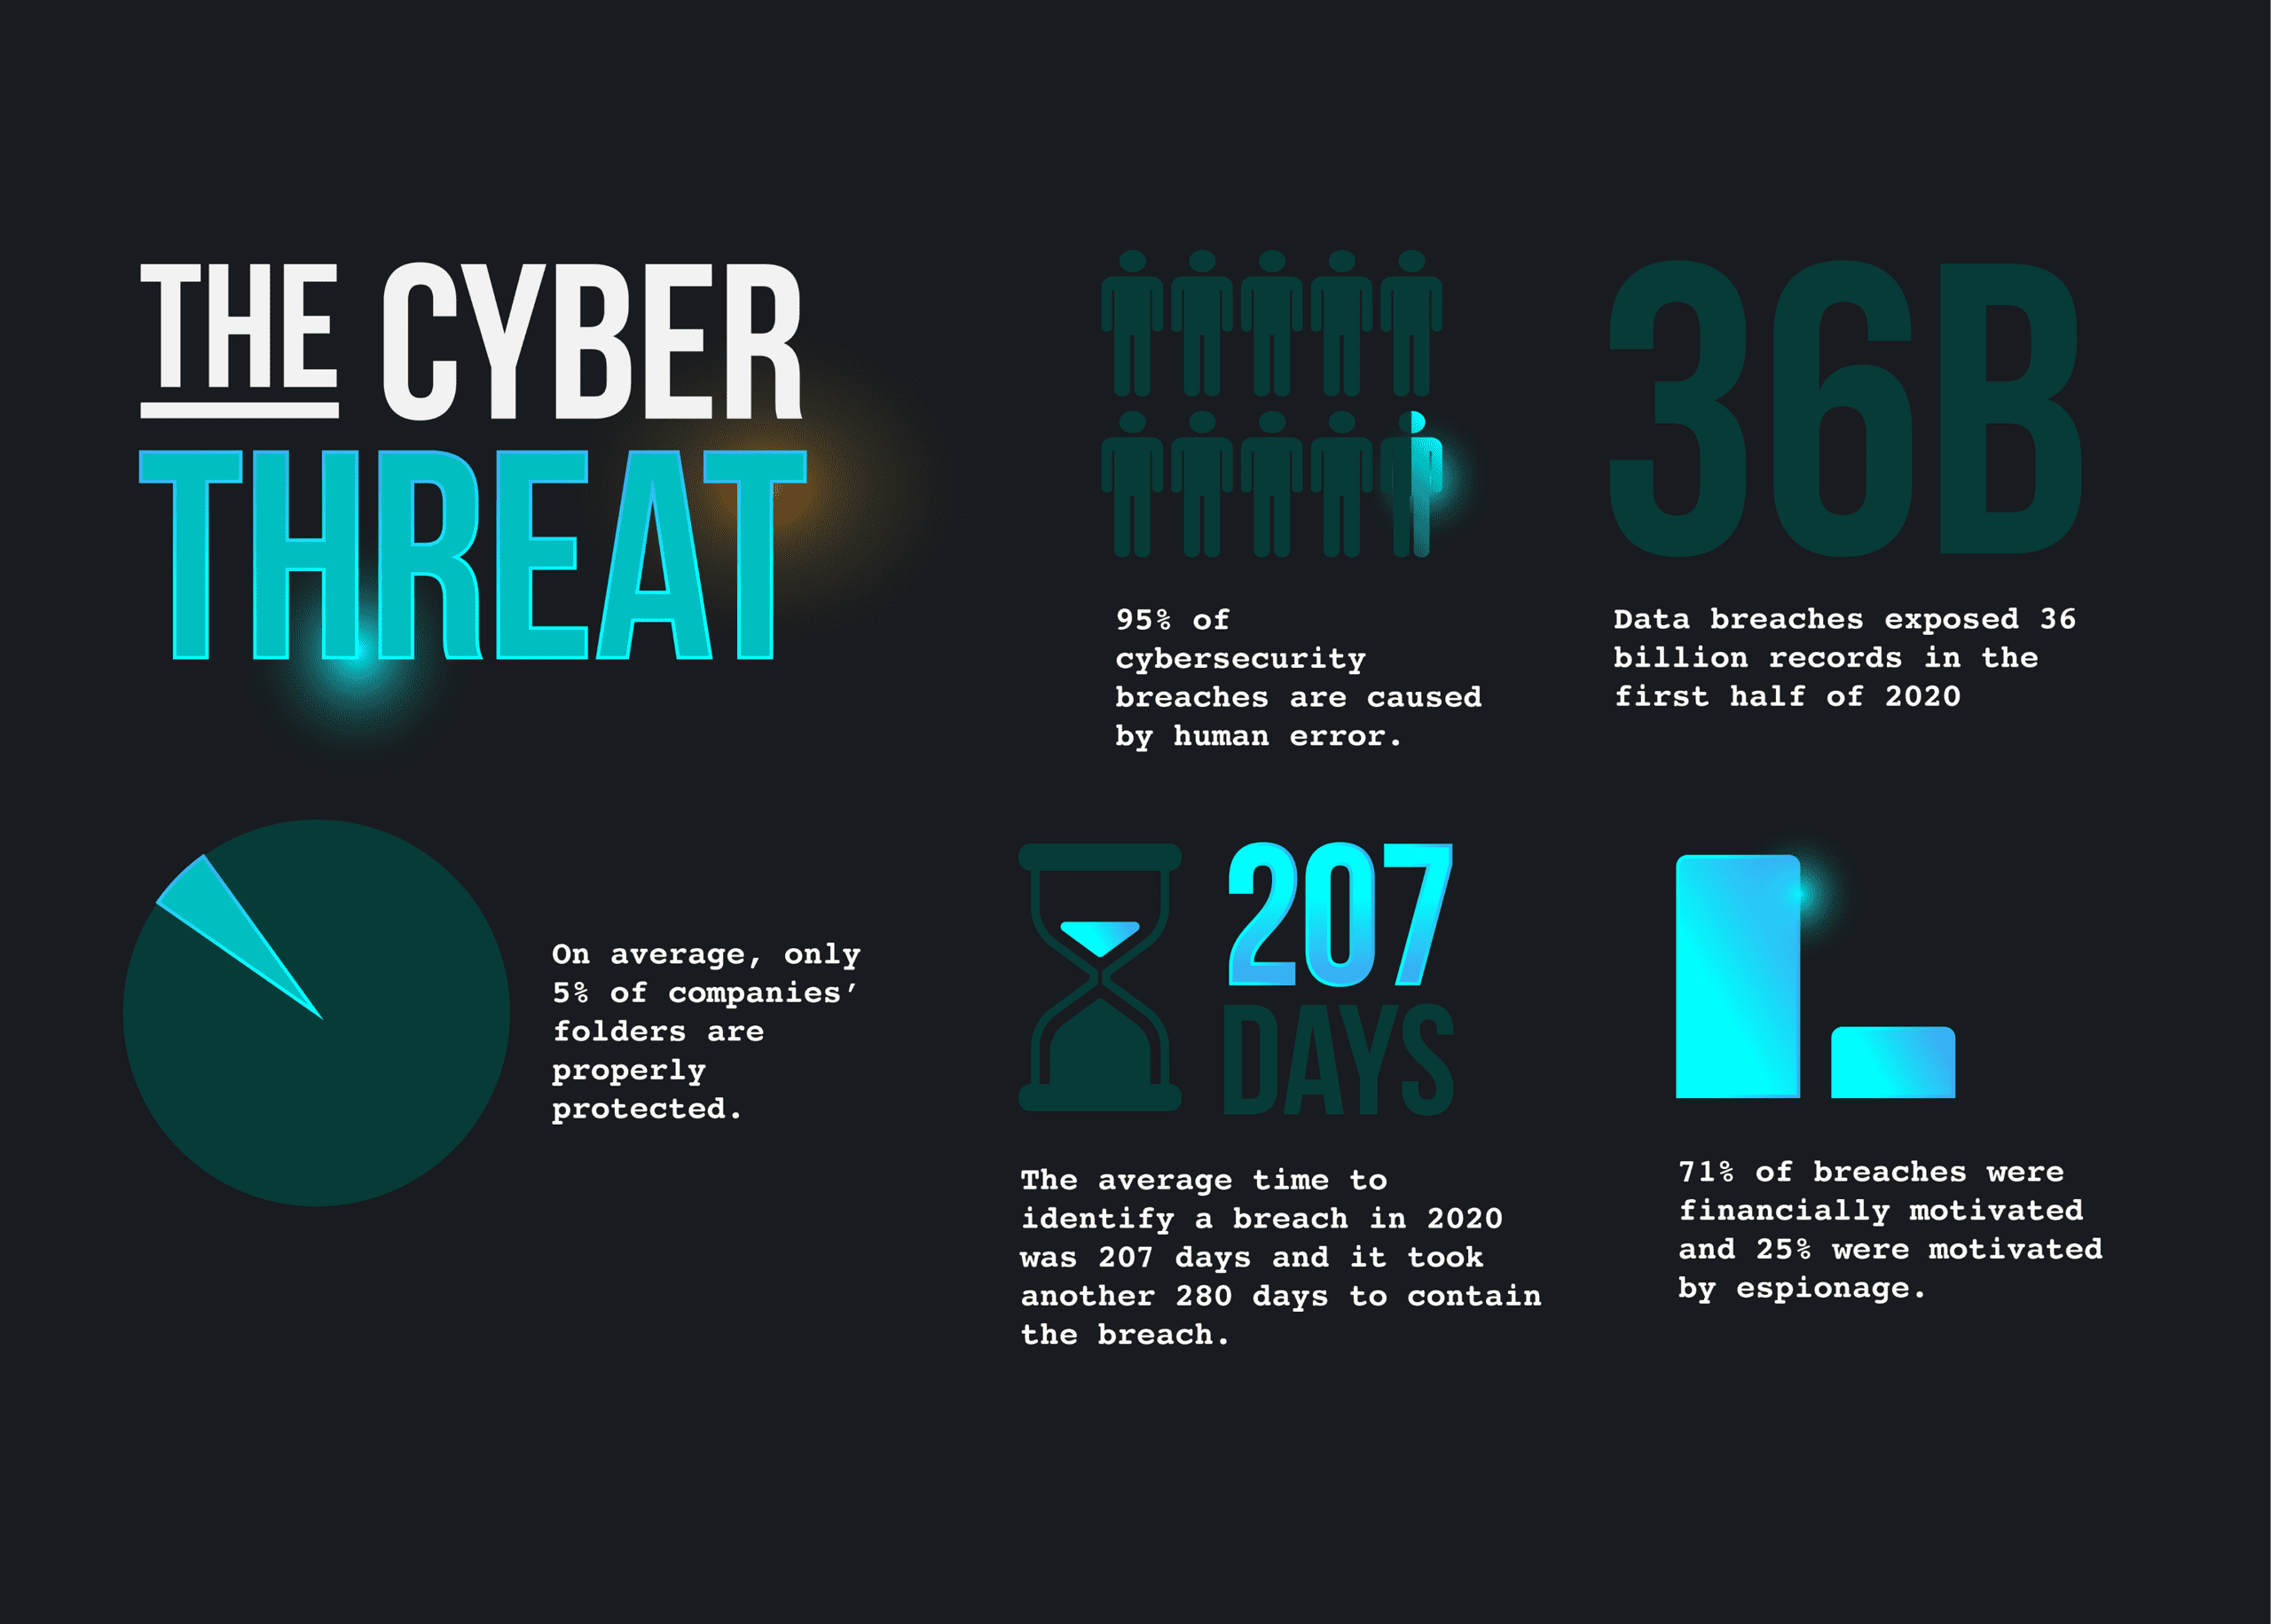 THE CYBER
THREAT
95% of
cybersecurity
breaches are caused
by human error.
36B
Data breaches exposed 36
billion records in the
first half of 2020
On average, only
5% of companies’
folders are
properly
protected.
207
DAYS
The average time to
identify a breach in 2020
was 207 days and it took
another 280 days to contain
the breach.
71% of breaches were
financially motivated
and 25% were motivated
by espionage.